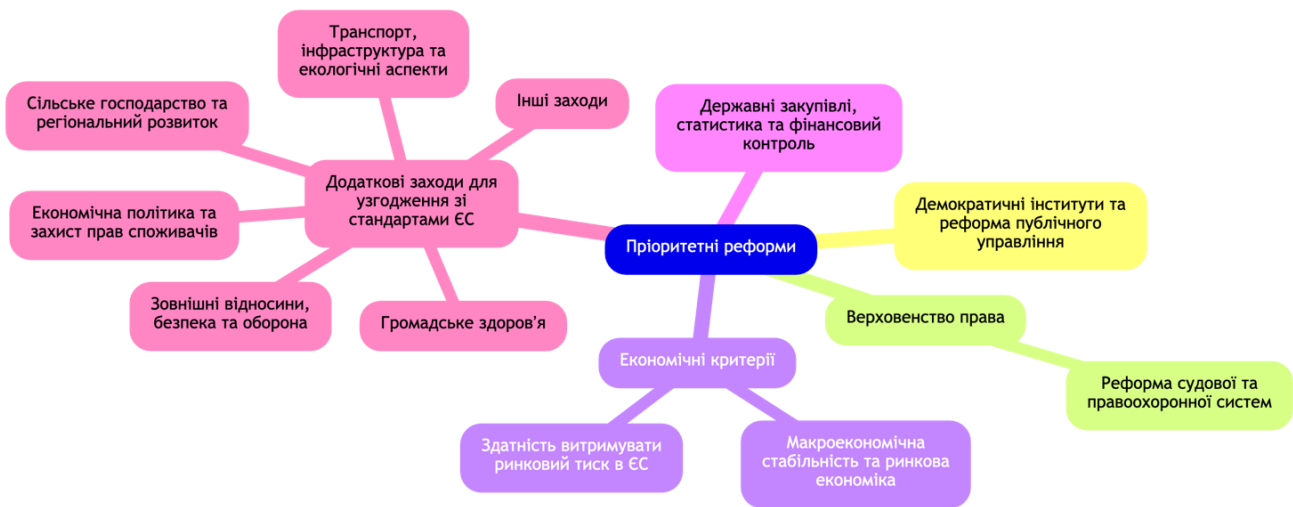 Транспорт,
інфраструктура та
екологічні аспекти
Сільське господарство та
регіональний розвиток
Інші заходи
Державні закупівлі,
статистика та фінансовий
контроль
Додаткові заходи для
узгодження зі
стандартами ЄС
Економічна політика та
захист прав споживачів
Демократичні інститути та
реформа публічного
управління
Пріоритетні реформи
Зовнішні відносини,
безпека та оборона
Громадське здоров'я
Верховенство права
Економічні критерії
Реформа судової та
правоохоронної систем
Здатність витримувати
ринковий тиск в ЄС
Макроекономічна
стабільність та ринкова
економіка